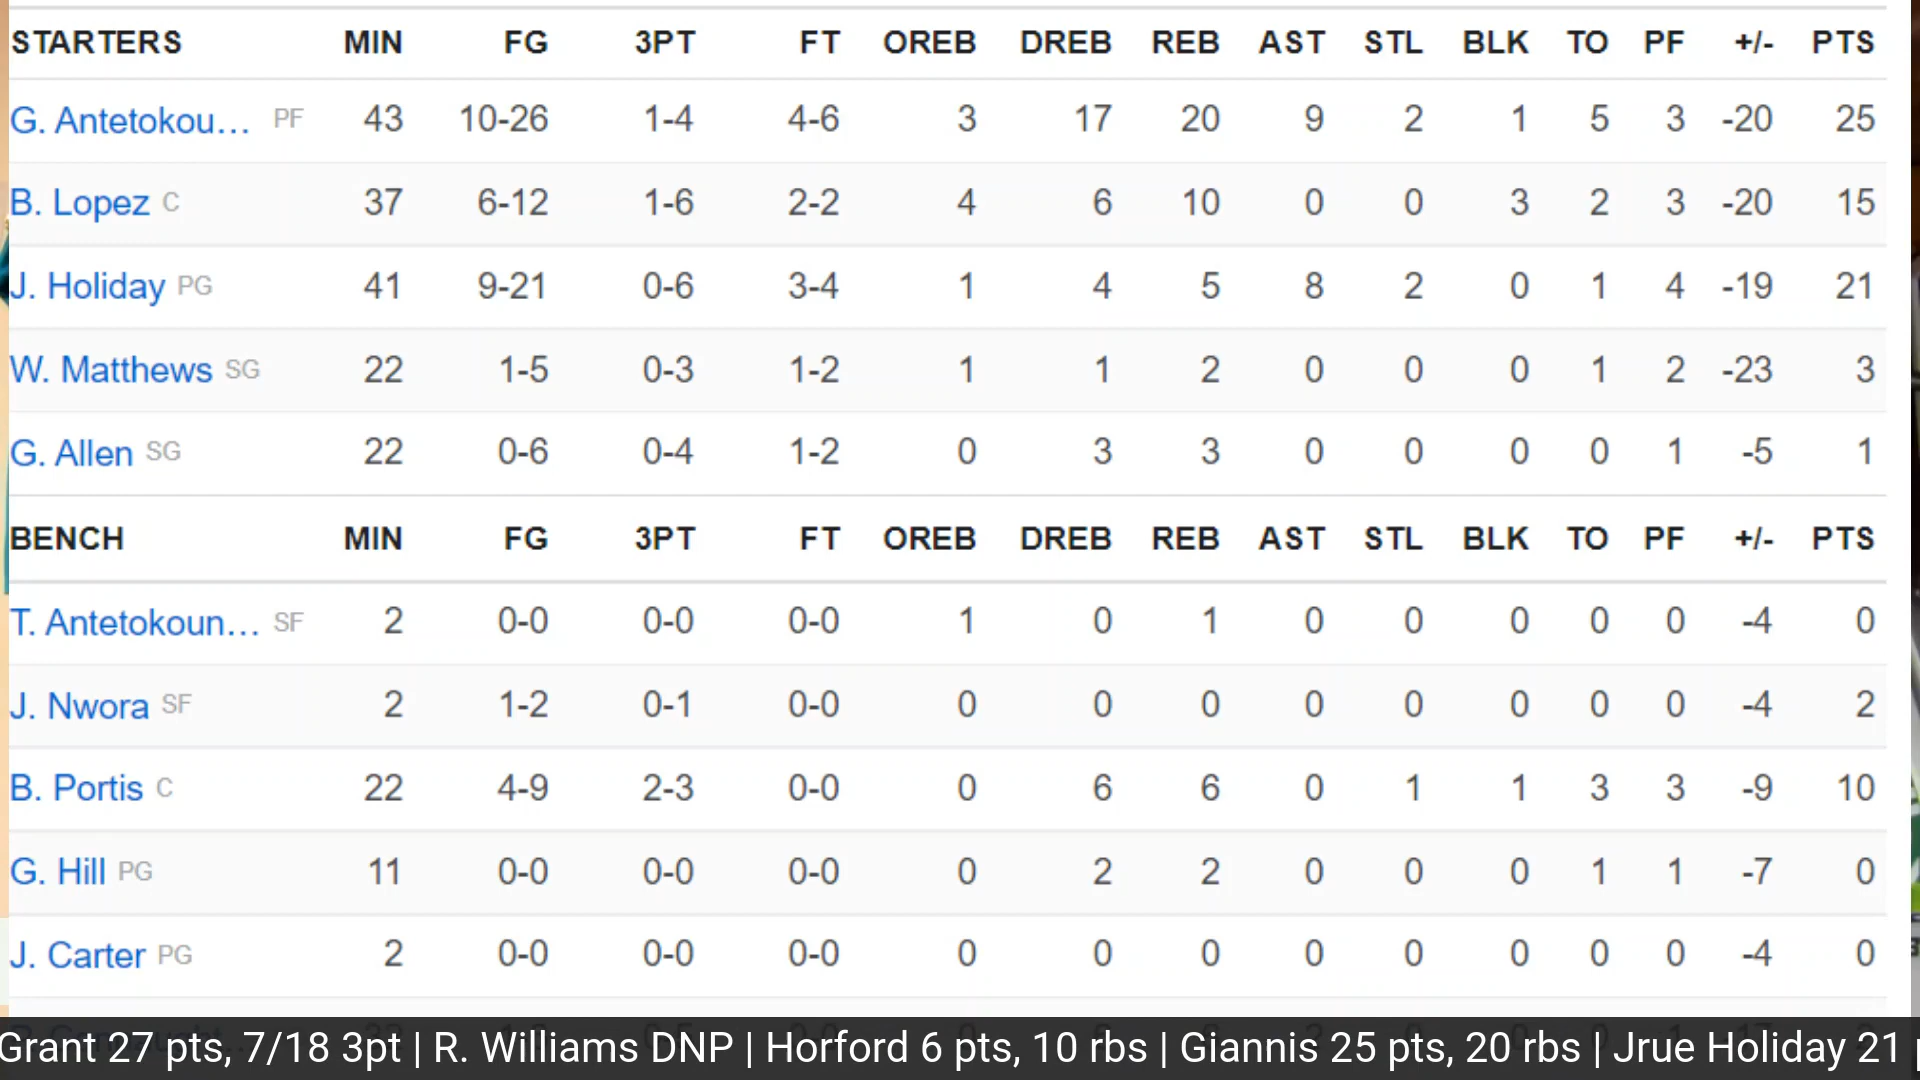 STARTERS MIN FG 3PT FT OREB DREB REB AST STL BLK TO PF +/- PTS
G. Antetokou... PF 43 10-26 1-4 4-6 3 17 20 9 2 1 5 3 -20 25
B. Lopez C 37 6-12 1-6 2-2 4 6 10 0 0 3 2 3 -20 15
J. Holiday PG 41 9-21 0-6 3-4 1 4 5 8 2 0 1 4 -19 21
W. Matthews SG 22 1-5 0-3 1-2 1 1 2 0 0 0 1 2 -23 3
G. Allen SG 22 0-6 0-4 1-2 0 3 3 0 0 0 0 1 -5 1
BENCH MIN FG 3PT FT OREB DREB REB AST STL BLK TO PF +/- PTS
T. Antetokoun... SF 2 0-0 0-0 0-0 1 0 1 0 0 0 0 0 -4 0
J. Nwora SF 2 1-2 0-1 0-0 0 0 0 0 0 0 0 0 -4 2
B. Portis C 22 4-9 2-3 0-0 0 6 6 0 1 1 3 3 -9 10
G. Hill PG 11 0-0 0-0 0-0 0 2 2 0 0 0 1 1 -7 0
J. Carter PG 2 0-0 0-0 0-0 0 0 0 0 0 0 0 0 -4 0
Grant 27 pts, 7/18 3pt | R. Williams DNP | Horford 6 pts, 10 rbs | Giannis 25 pts, 20 rbs | Jrue Holiday 21